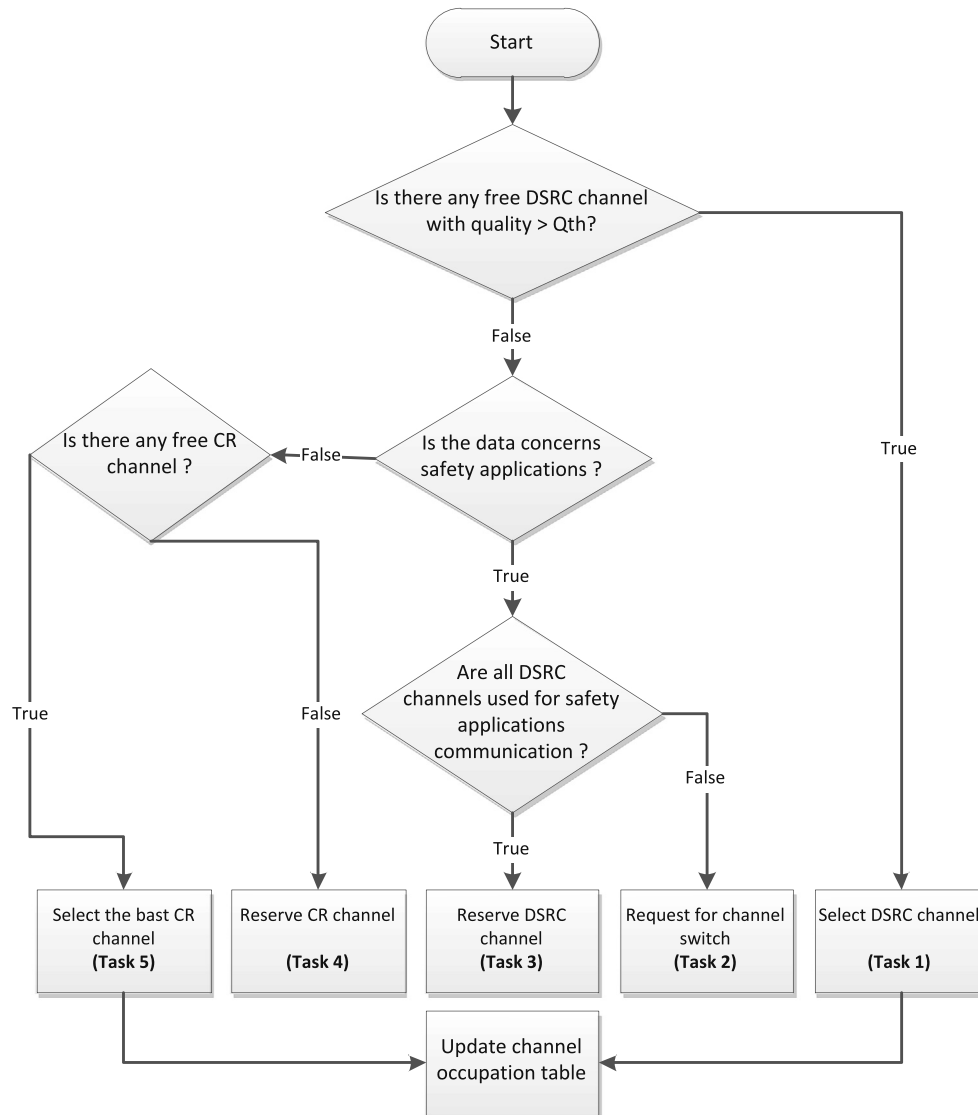 Start
Is there any free DSRC channel
with quality > Qth?
False
True
Is there any free CR
channel ?
False
Is the data concerns
safety applications ?
True
Are all DSRC
channels used for safety
applications
communication ?
True
False
False
True
Select the bast CR
channel
(Task 5)
Reserve CR channel
(Task 4)
Reserve DSRC
channel
(Task 3)
Request for channel
switch
(Task 2)
Select DSRC channel
(Task 1)
Update channel
occupation table